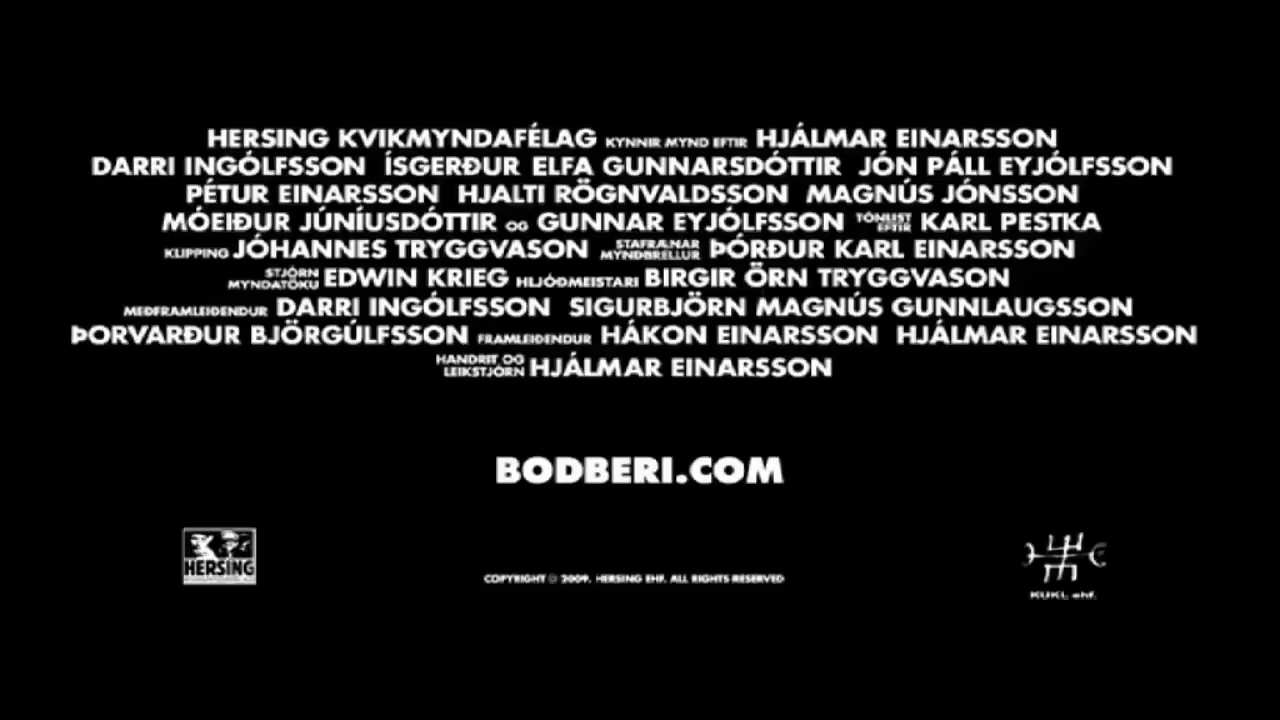 HERSING KVIKMYNDAFÉLAG KYNNIR MYND EFTIR HJÁLMAR EINARSSON
DARRI INGÓLFSSON ÍSGERÐUR ELFA GUNNARSDÓTTIR JÓN PÁLL EYJÓLFSSON
PÉTUR EINARSSON HJALTI RÖGNVALDSSON MAGNÚS JÓNSSON
MÓEIÐUR JÚNÍUSDÓTTIR OG GUNNAR EYJÓLFSSON TÓNLIST EFTIR KARL PESTKA
KLIPPING JÓHANNES TRYGGVASON STAFRÆNAR MYNDBRELLUR ÞÓRÐUR KARL EINARSSON
STJÓRN MYNDATÖKU EDWIN KRIEG HLJÓÐMEISTARI BIRGIR ÖRN TRYGGVASON
MEÐFRAMLEIÐENDUR DARRI INGÓLFSSON SIGURBJÖRN MAGNÚS GUNNLAUGSSON
ÞORVARÐUR BJÖRGÚLFSSON FRAMLEIÐENDUR HÁKON EINARSSON HJÁLMAR EINARSSON
HANDRIT OG LEIKSTJÓRN HJÁLMAR EINARSSON
BODBERI.COM
HERSING
COPYRIGHT © 2009. HERSING EHF. ALL RIGHTS RESERVED
KUKL ehf.